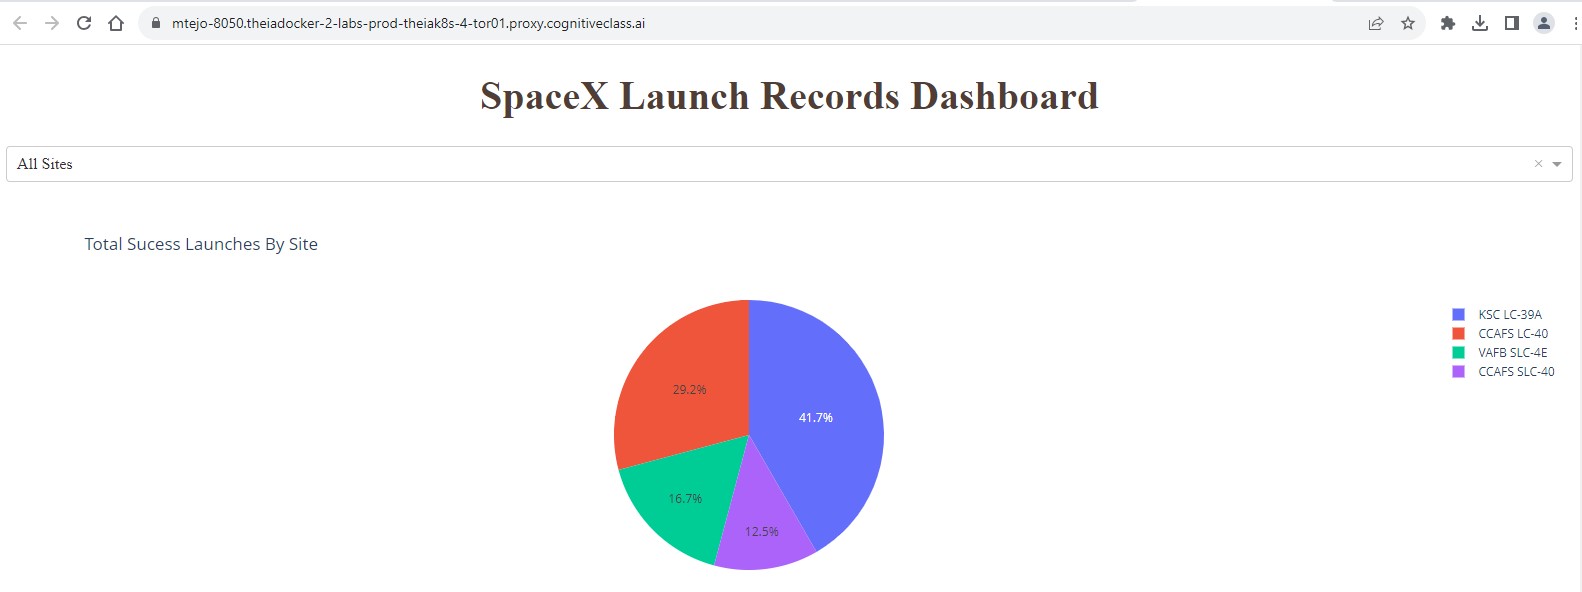 mtejo-8050.theiadocker-2-labs-prod-theiak8s-4-tor01.proxy.cognitiveclass.ai
SpaceX Launch Records Dashboard
All Sites
Total Sucess Launches By Site
KSC LC-39A
CCAFS LC-40
VAFB SLC-4E
CCAFS SLC-40
29.2%
41.7%
16.7%
12.5%